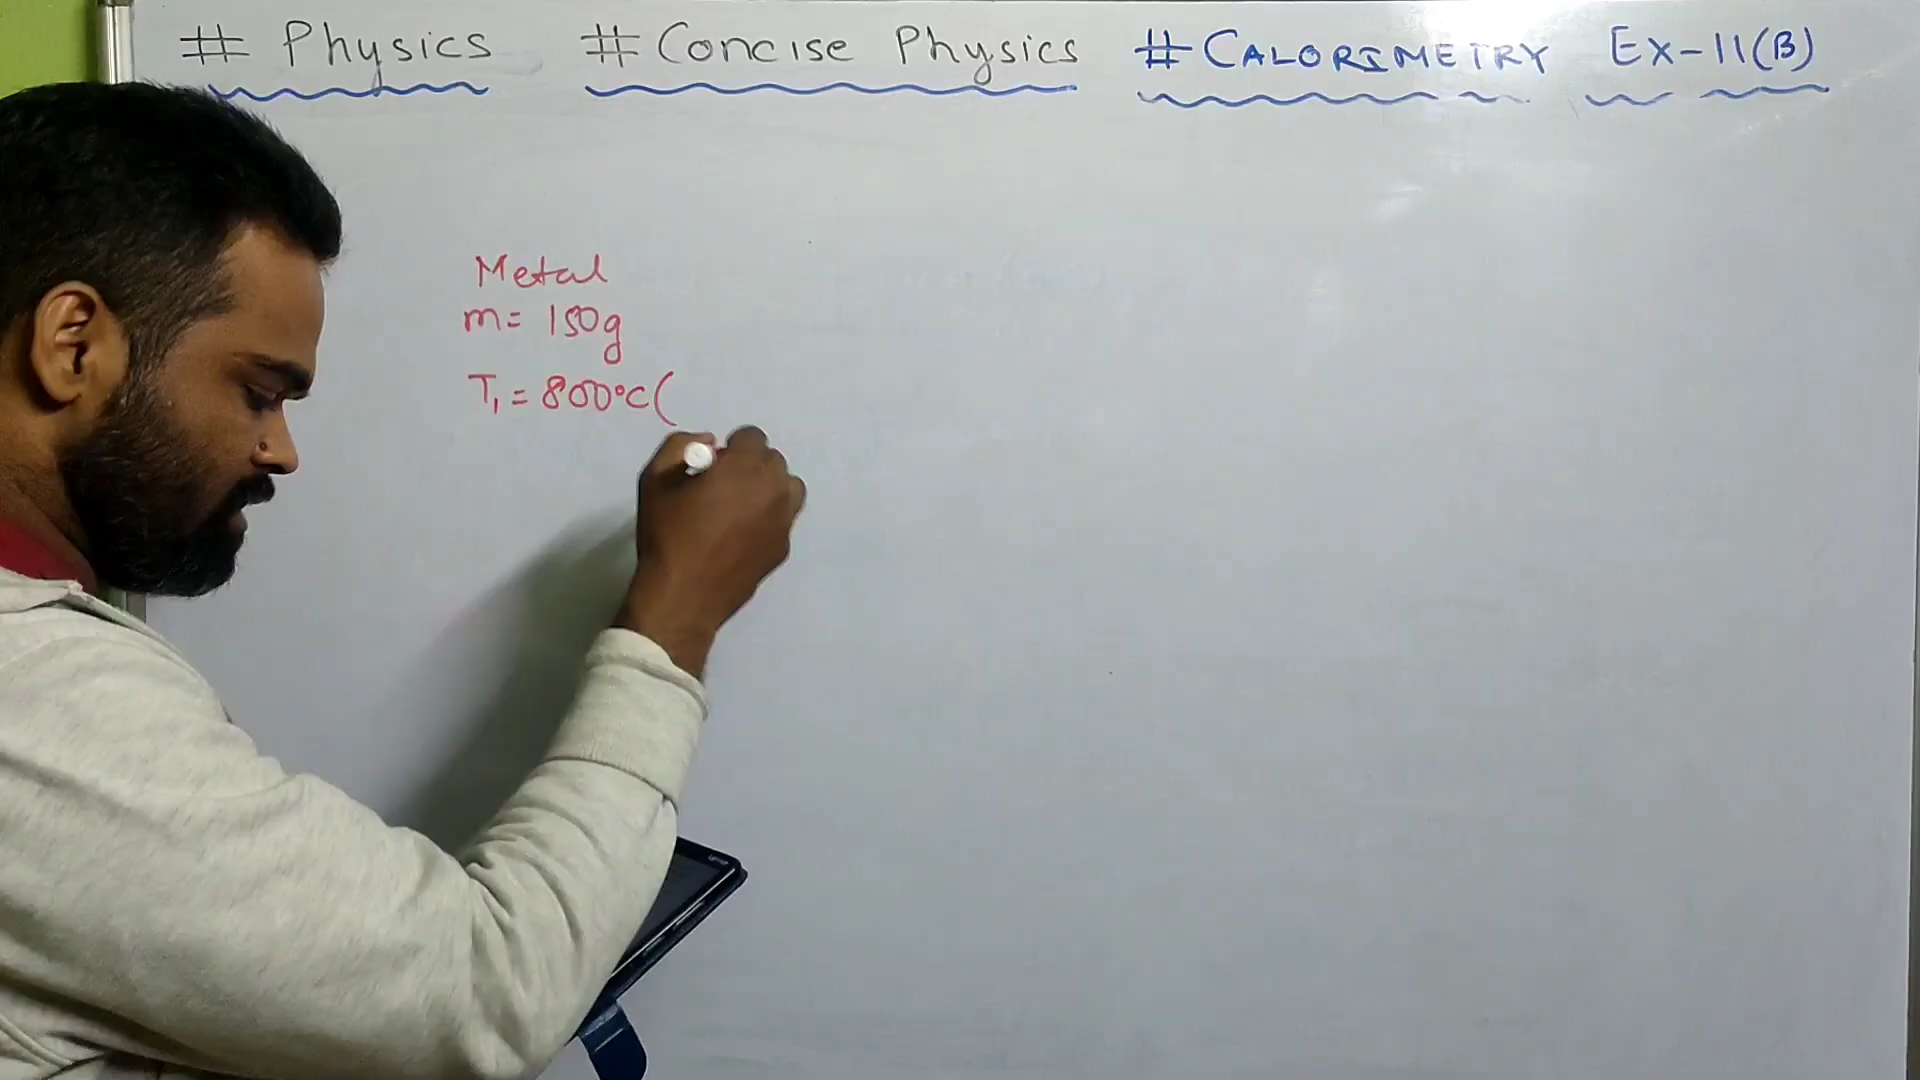 # Physics # Concise Physics # CALORIMETRY Ex-11(B)
Metal
m = 150g
T₁ = 800°C (